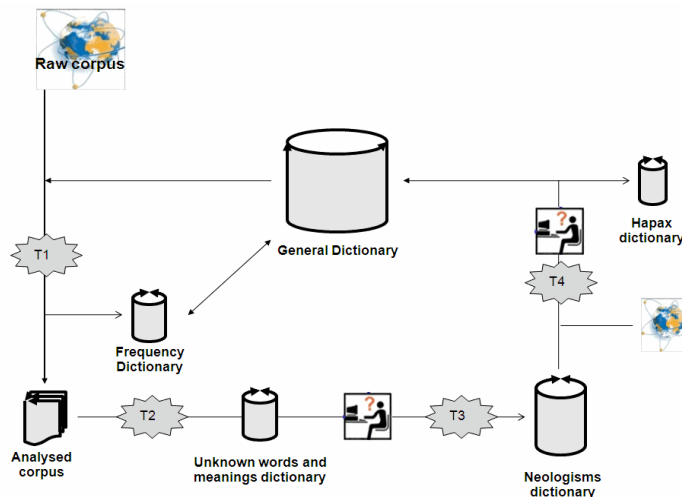 Raw corpus
T1
General Dictionary
?
Hapax
dictionary
T4
Frequency
Dictionary
T2
?
T3
Analysed
corpus
Unknown words and
meanings dictionary
Neologisms
dictionary